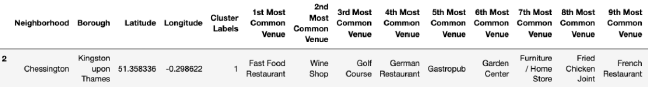 Neighborhood Borough Latitude Longitude Cluster Labels 1st Most Common Venue 2nd Most Common Venue 3rd Most Common Venue 4th Most Common Venue 5th Most Common Venue 6th Most Common Venue 7th Most Common Venue 8th Most Common Venue 9th Most Common Venue
2 Chessington Kingston upon Thames 51.358336 -0.298622 1 Fast Food Restaurant Wine Shop Golf Course German Restaurant Gastropub Garden Center Furniture / Home Store Fried Chicken Joint French Restaurant